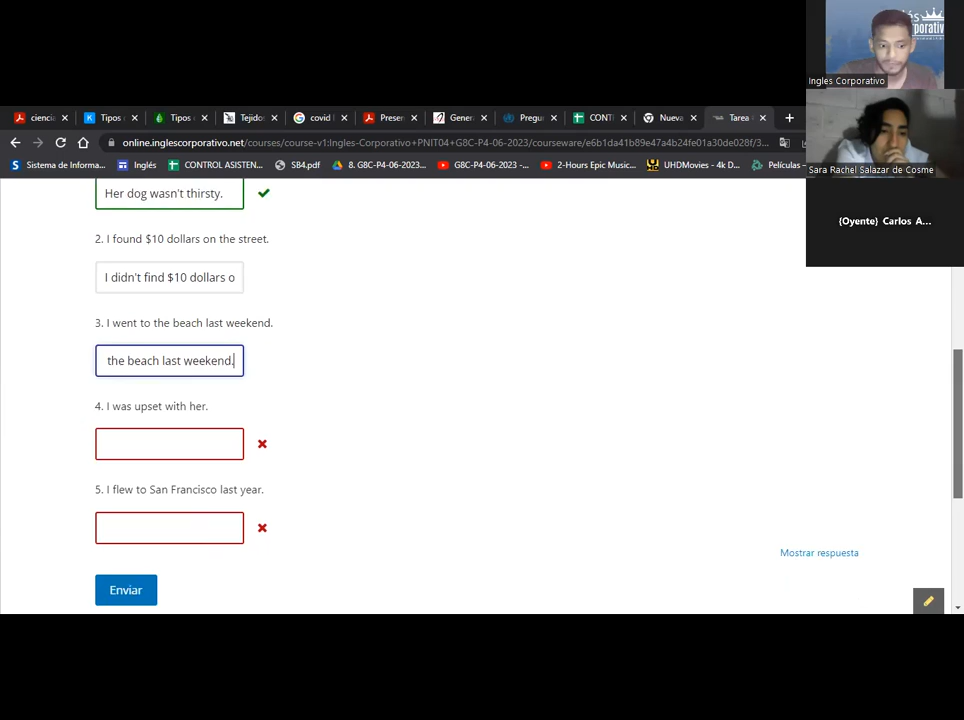 és
porativ
Ingles Corporativo
Sara Rachel Salazar de Cosme
(Oyente) Carlos A...
cienci Tipos Tipos Tejido covid Presen Gener Pregu CONT Nueva Tarea
online.inglescorporativo.net/courses/course-v1:Ingles-Corporativo+PNIT04+G8C-P4-06-2023/courseware/e6b1da41b89e47a4b24fe01a30de028f/3...
Sistema de Informa... Inglés CONTROL ASISTEN... SB4.pdf 8. G8C-P4-06-2023... G8C-P4-06-2023 -... 2-Hours Epic Music... UHDMovies - 4k D... Películas
Her dog wasn't thirsty.
2. I found $10 dollars on the street.
I didn't find $10 dollars o
3. I went to the beach last weekend.
the beach last weekend.
4. I was upset with her.
5. I flew to San Francisco last year.
Mostrar respuesta
Enviar